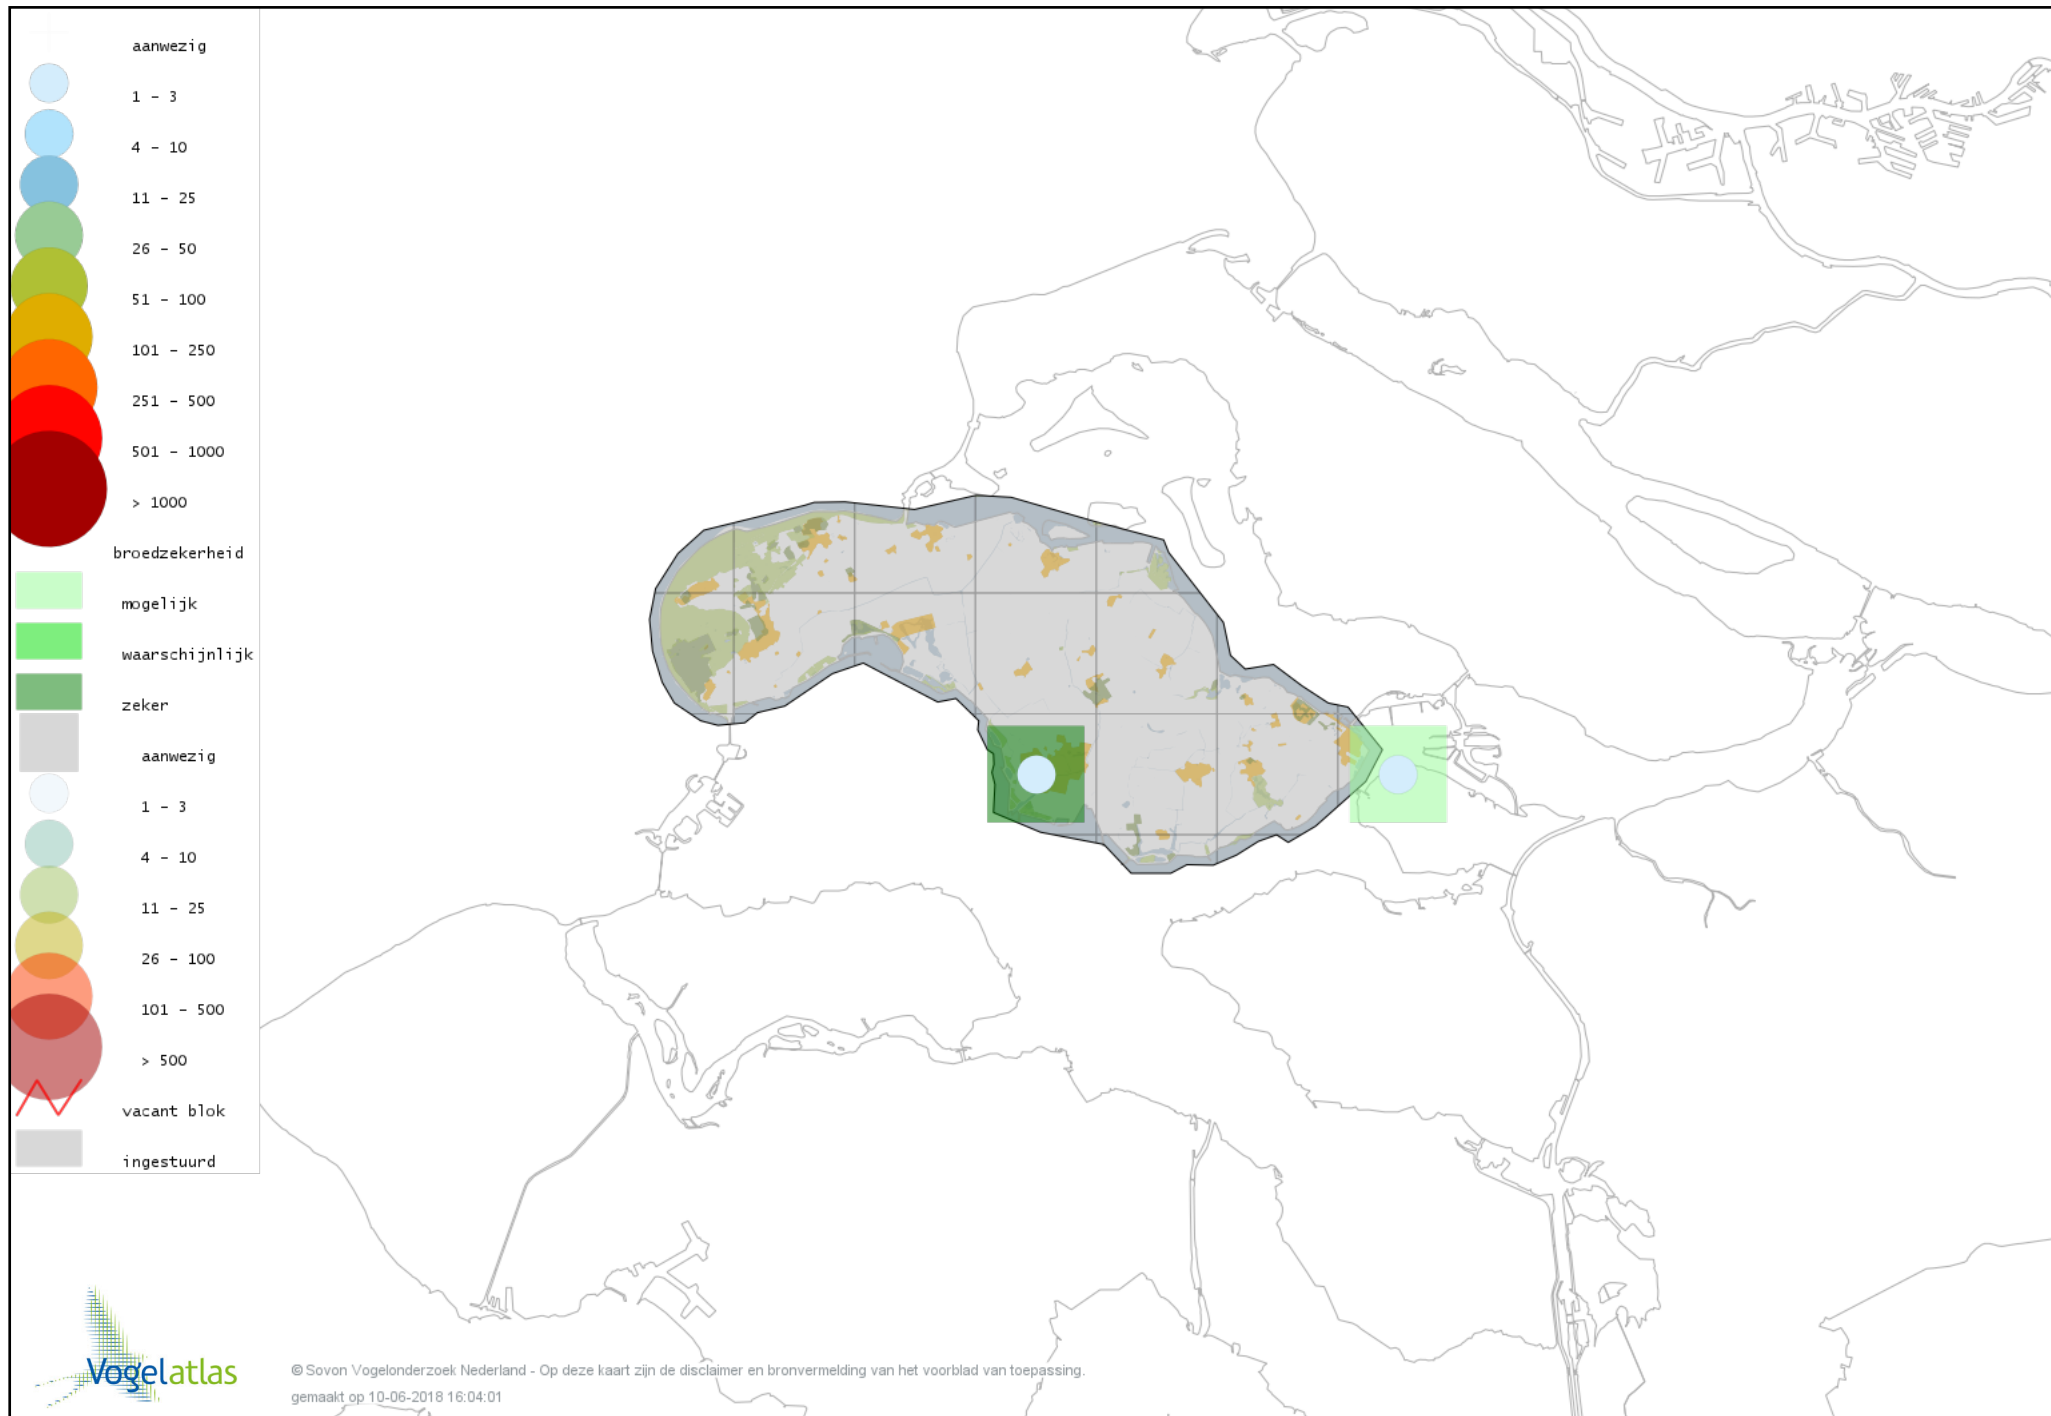 aanwezig
1 - 3
4 - 10
11 - 25
26 - 50
51 - 100
101 - 250
251 - 500
501 - 1000
> 1000
broedzekerheid
mogelijk
waarschijnlijk
zeker
aanwezig
1 - 3
4 - 10
11 - 25
26 - 100
101 - 500
> 500
vacant blok
ingestuurd
Vogelatlas
© Sovon Vogelonderzoek Nederland - Op deze kaart zijn de disclaimer en bronvermelding van het voorblad van toepassing.
gemaakt op 10-06-2018 16:04:01